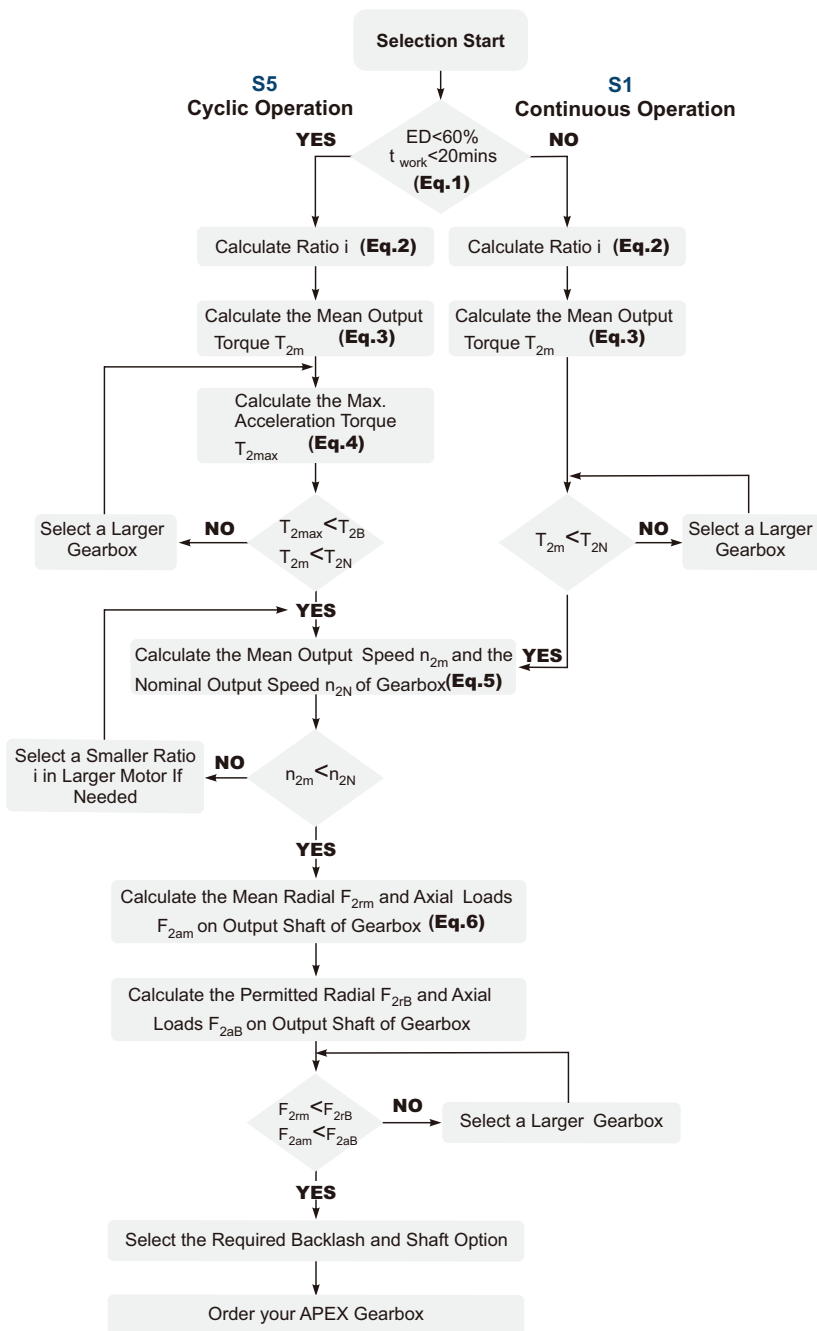 Selection Start
S5
Cyclic Operation
S1
Continuous Operation
YES
ED<60%
t work<20mins
(Eq.1)
NO
Calculate Ratio i (Eq.2)
Calculate Ratio i (Eq.2)
Calculate the Mean Output
Torque T2m (Eq.3)
Calculate the Mean Output
Torque T2m (Eq.3)
Calculate the Max.
Acceleration Torque
T2max (Eq.4)
Select a Larger
Gearbox
NO
T2max<T2B
T2m<T2N
T2m<T2N
NO
Select a Larger
Gearbox
YES
YES
Calculate the Mean Output Speed n2m and the
Nominal Output Speed n2N of Gearbox(Eq.5)
Select a Smaller Ratio
i in Larger Motor If
Needed
NO
n2m<n2N
YES
Calculate the Mean Radial F2rm and Axial Loads
F2am on Output Shaft of Gearbox (Eq.6)
Calculate the Permitted Radial F2rB and Axial
Loads F2aB on Output Shaft of Gearbox
F2rm<F2rB
F2am<F2aB
NO
Select a Larger Gearbox
YES
Select the Required Backlash and Shaft Option
Order your APEX Gearbox